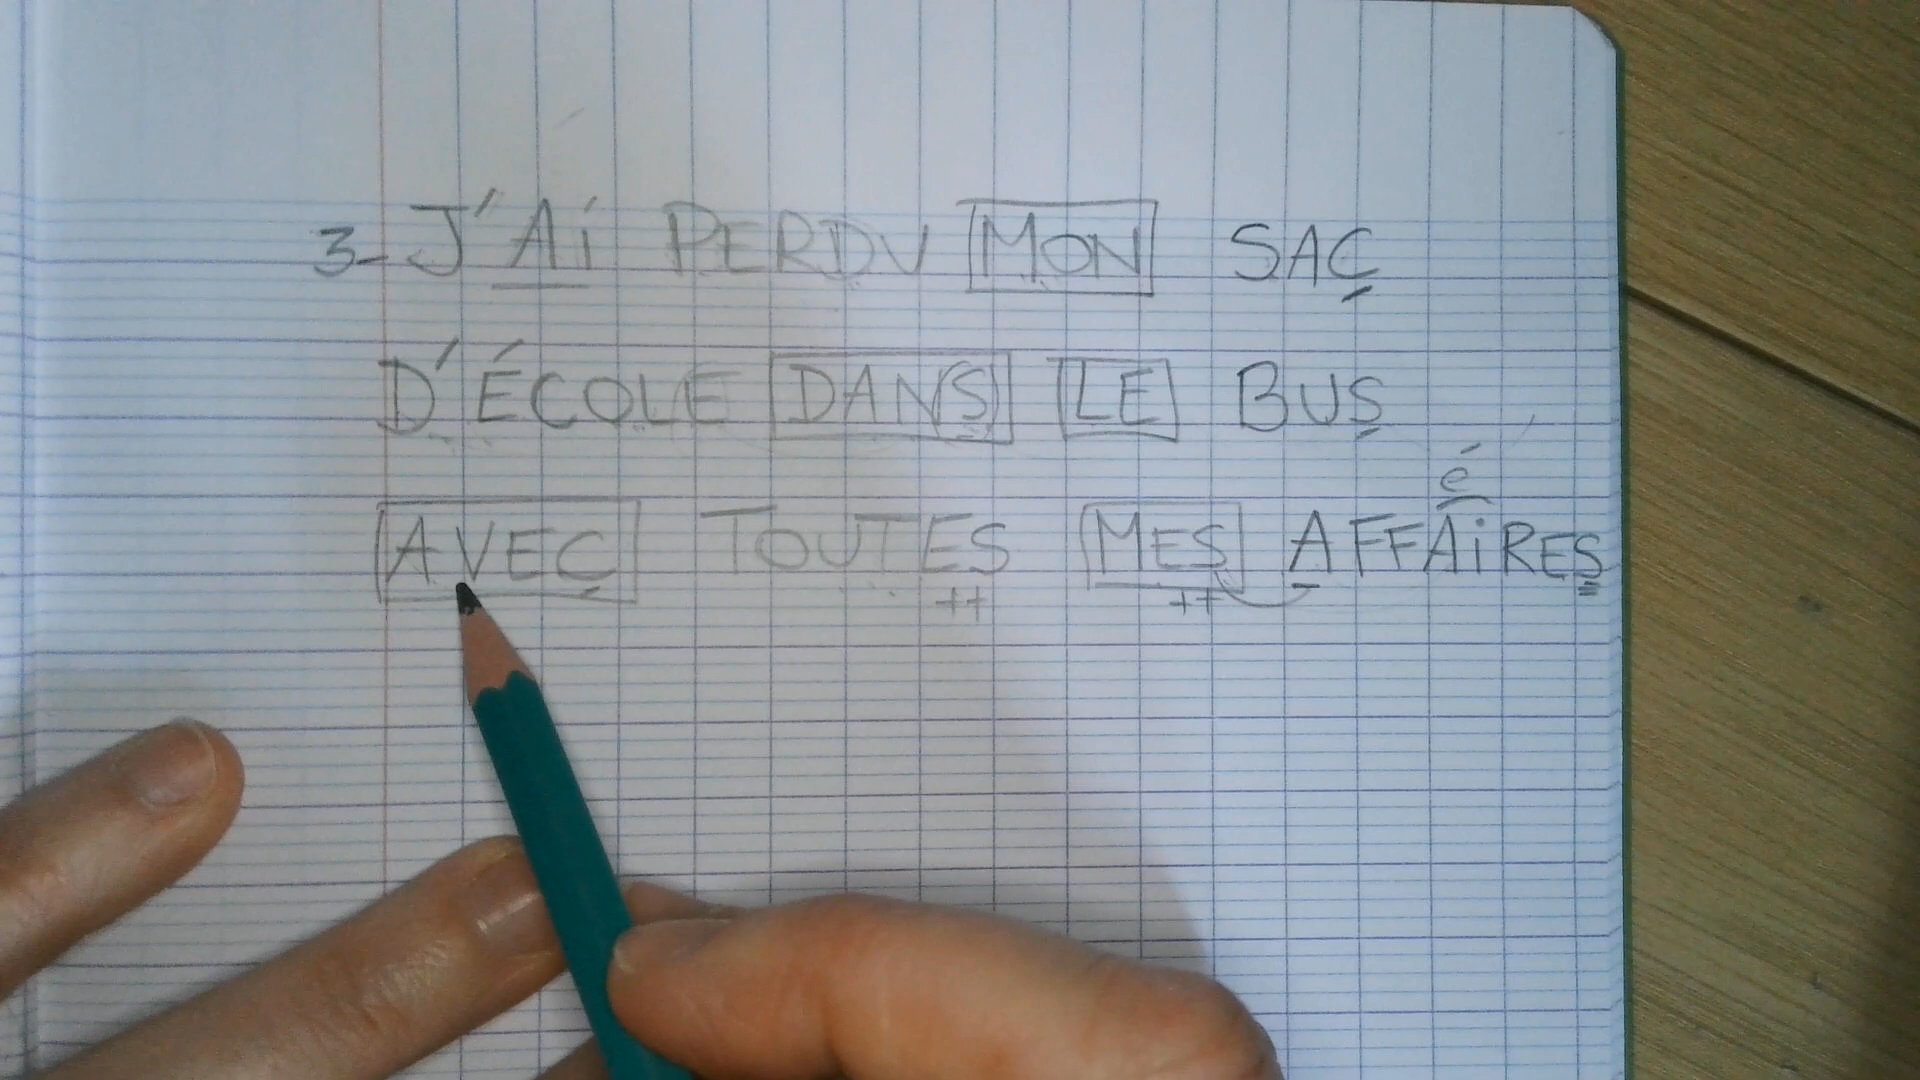 3- J'Ai PERDU MON SAC
D'ÉCOLE DANS LE BUS
é
AVEC TOUTES MES AFFAiRES
++ ++